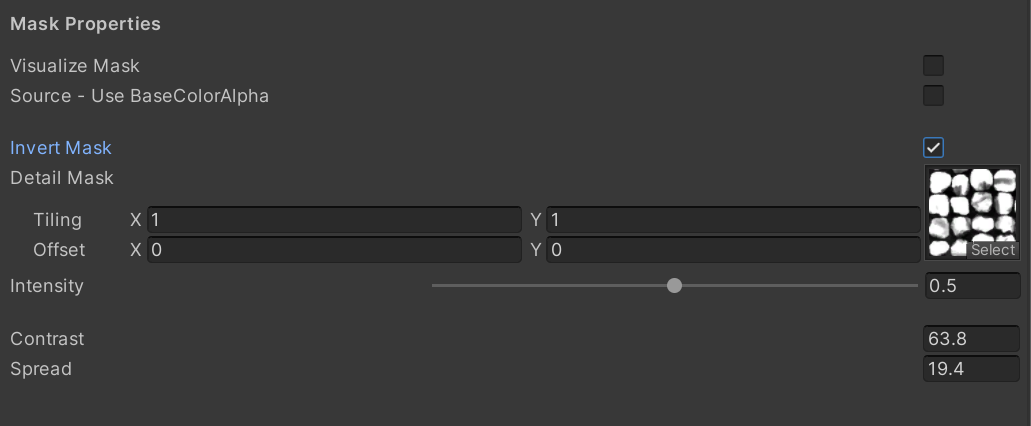 Mask Properties
Visualize Mask
Source - Use BaseColorAlpha
Invert Mask
Detail Mask
Tiling X 1 Y 1
Offset X 0 Y 0
Select
Intensity 0.5
Contrast 63.8
Spread 19.4